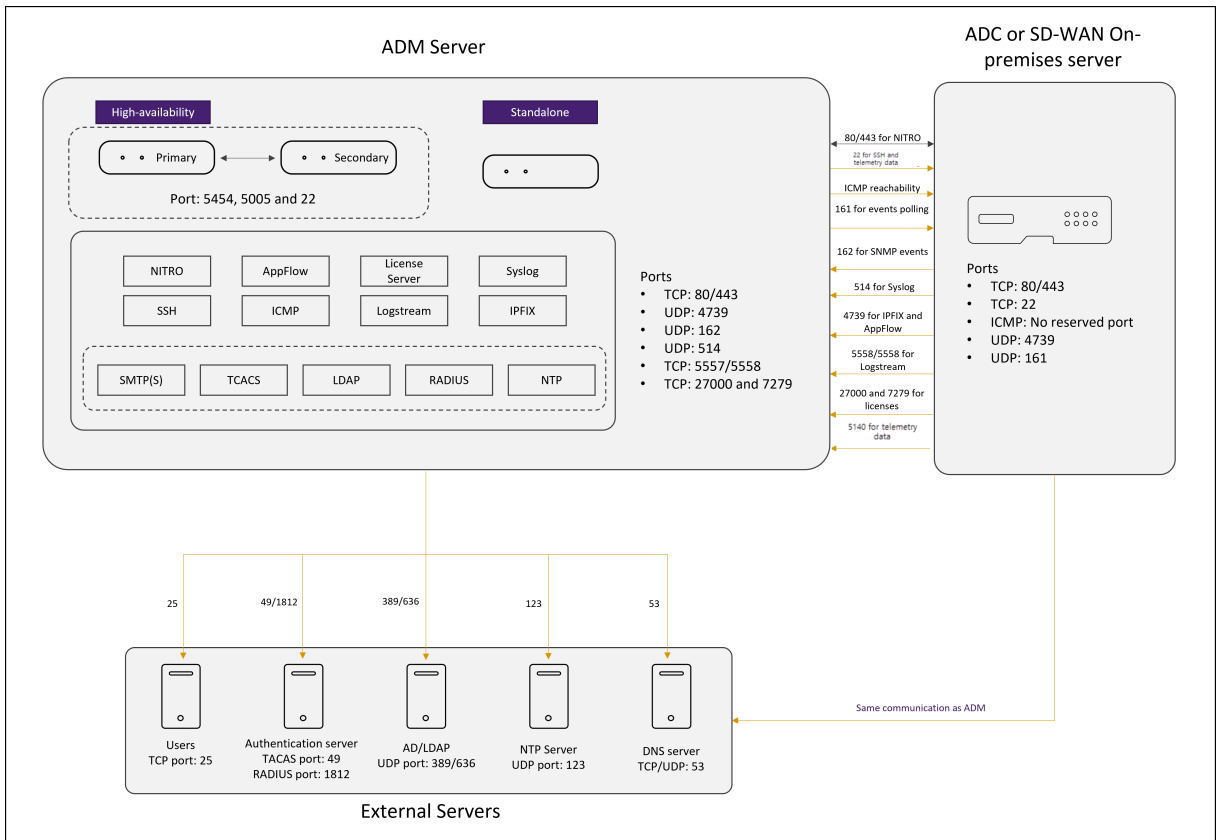 ADM Server
ADC or SD-WAN On-
premises server
High-availability
Standalone
Primary
Secondary
Port: 5454, 5005 and 22
NITRO
AppFlow
License
Server
Syslog
SSH
ICMP
Logstream
IPFIX
SMTP(S)
TCACS
LDAP
RADIUS
NTP
Ports
• TCP: 80/443
• UDP: 4739
• UDP: 162
• UDP: 514
• TCP: 5557/5558
• TCP: 27000 and 7279
80/443 for NITRO
22 for SSH and
telemetry data
ICMP reachability
161 for events polling
162 for SNMP events
514 for Syslog
4739 for IPFIX and
AppFlow
5558/5558 for
Logstream
27000 and 7279 for
licenses
5140 for telemetry
data
Ports
• TCP: 80/443
• TCP: 22
• ICMP: No reserved port
• UDP: 4739
• UDP: 161
25
49/1812
389/636
123
53
Users
TCP port: 25
Authentication server
TACAS port: 49
RADIUS port: 1812
AD/LDAP
UDP port: 389/636
NTP Server
UDP port: 123
DNS server
TCP/UDP: 53
Same communication as ADM
External Servers